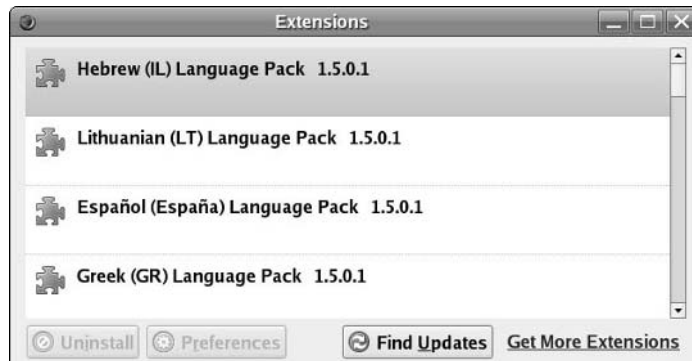 Extensions
Hebrew (IL) Language Pack 1.5.0.1
Lithuanian (LT) Language Pack 1.5.0.1
Español (España) Language Pack 1.5.0.1
Greek (GR) Language Pack 1.5.0.1
Uninstall Preferences Find Updates Get More Extensions